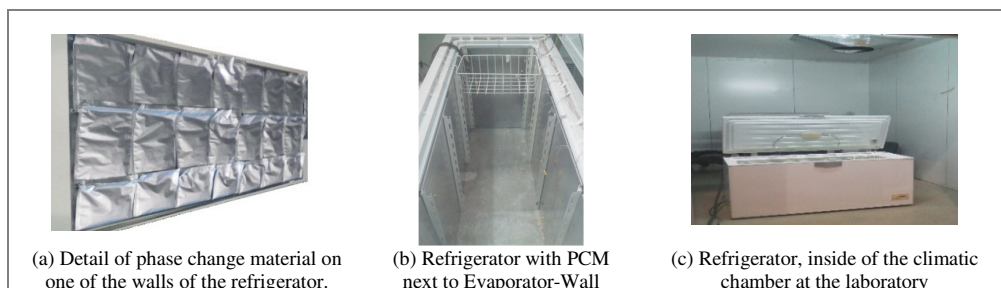 (a) Detail of phase change material on
one of the walls of the refrigerator.
(b) Refrigerator with PCM
next to Evaporator-Wall
(c) Refrigerator, inside of the climatic
chamber at the laboratory